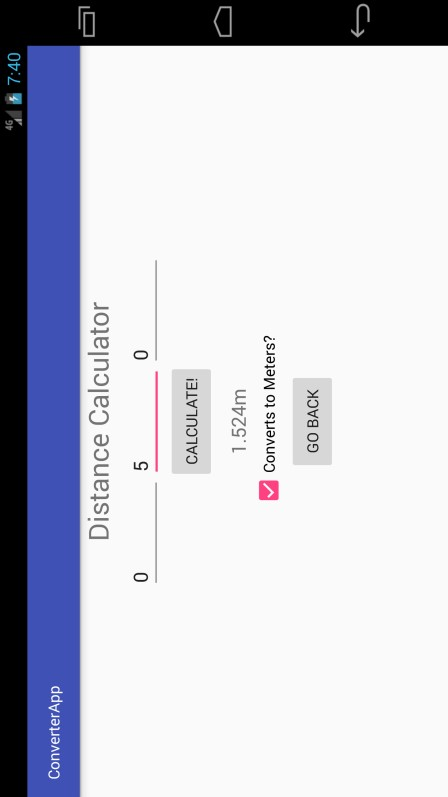 4G 7:40
ConverterApp
Distance Calculator
0 5 0
CALCULATE!
1.524m
Converts to Meters?
GO BACK